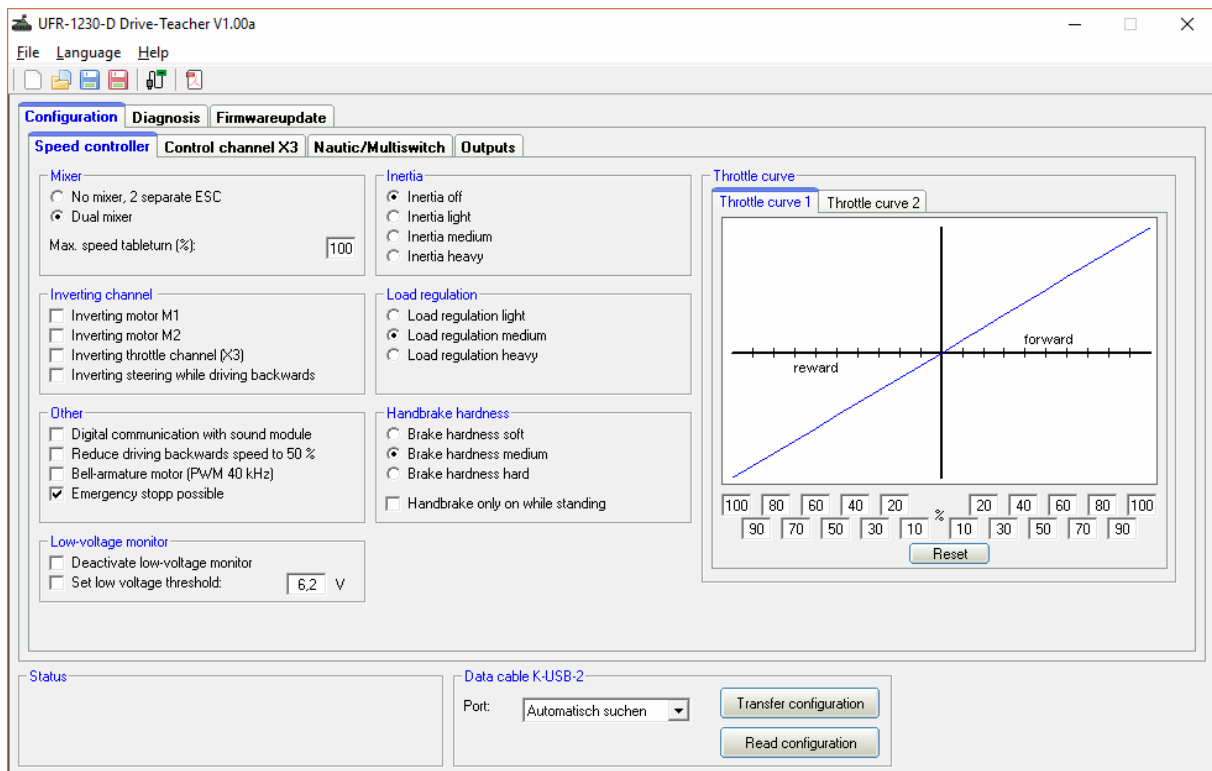 UFR-1230-D Drive-Teacher V1.00a
File Language Help
Configuration Diagnosis Firmwareupdate
Speed controller Control channel X3 Nautic/Multiswitch Outputs
Mixer
No mixer, 2 separate ESC
Dual mixer
Max. speed tableturn (%): 100
Inertia
Inertia off
Inertia light
Inertia medium
Inertia heavy
Inverting channel
Inverting motor M1
Inverting motor M2
Inverting throttle channel (X3)
Inverting steering while driving backwards
Load regulation
Load regulation light
Load regulation medium
Load regulation heavy
Other
Digital communication with sound module
Reduce driving backwards speed to 50 %
Bell-armature motor (PWM 40 kHz)
Emergency stopp possible
Handbrake hardness
Brake hardness soft
Brake hardness medium
Brake hardness hard
Handbrake only on while standing
Low-voltage monitor
Deactivate low-voltage monitor
Set low voltage threshold: 6,2 V
Throttle curve
Throttle curve 1 Throttle curve 2
forward
reward
100 80 60 40 20 20 40 60 80 100
%
90 70 50 30 10 10 30 50 70 90
Reset
Status
Data cable K-USB-2
Port: Automatisch suchen
Transfer configuration
Read configuration